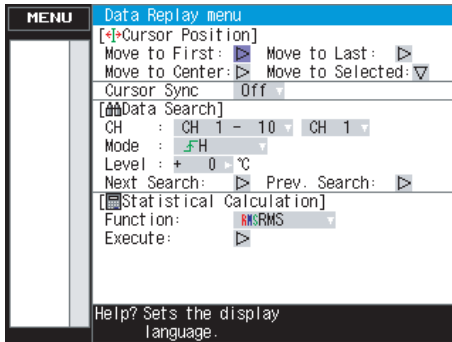 MENU
Data Replay menu
[Cursor Position]
Move to First: Move to Last:
Move to Center: Move to Selected:
Cursor Sync Off
[Data Search]
CH : CH 1 - 10 CH 1
Mode : H
Level : + 0 ℃
Next Search: Prev. Search:
[Statistical Calculation]
Function: RMSRMS
Execute:
Help? Sets the display
language.